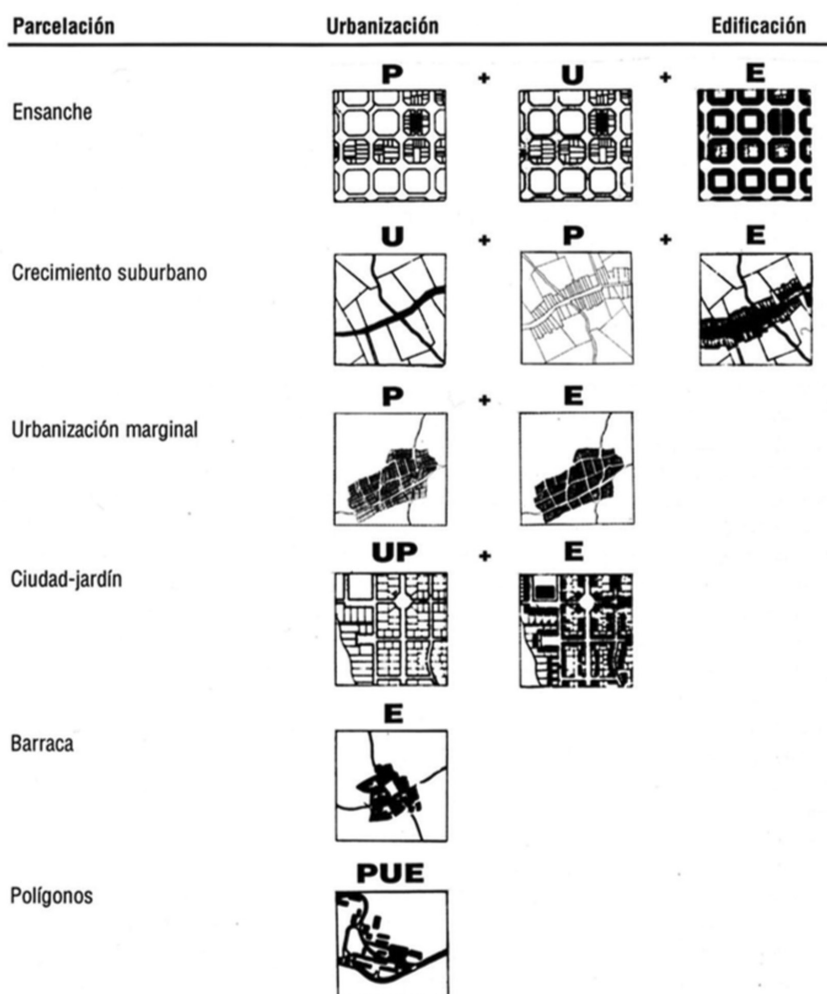 Parcelación Urbanización Edificación
P + U + E
Ensanche
U + P + E
Crecimiento suburbano
P + E
Urbanización marginal
UP + E
Ciudad-jardín
E
Barraca
PUE
Polígonos